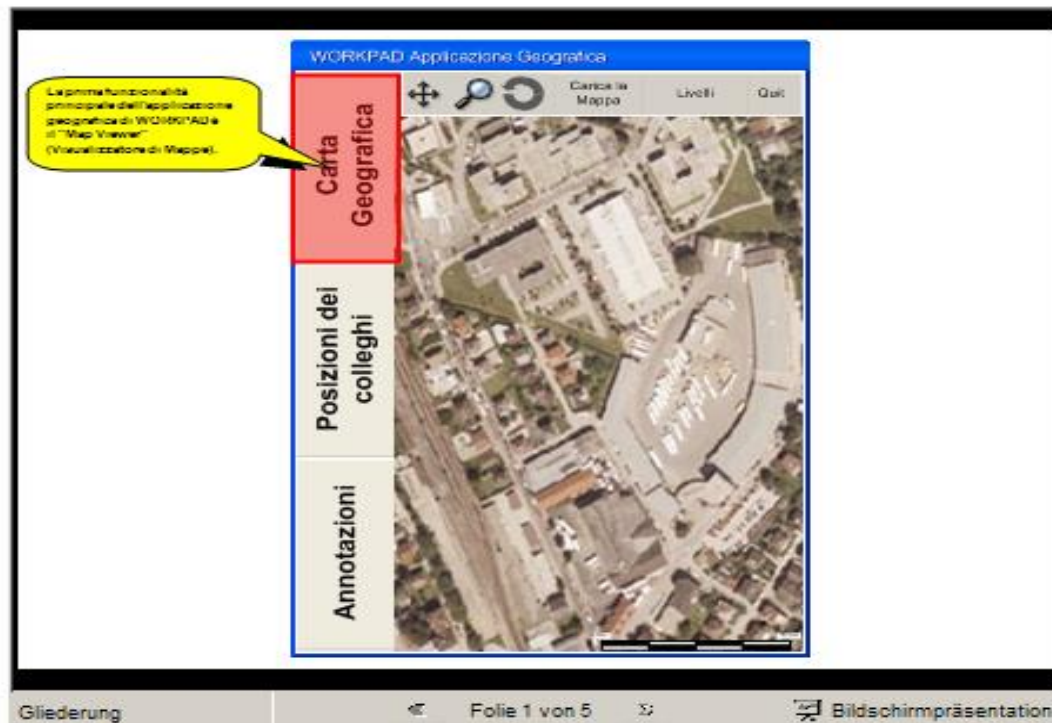 WORKPAD Applicazione Geografica
La prima funzionalità
principale dell'applicazione
geografica di WORKPAD è
il "Map Viewer"
(Visualizzatore di Mappe).
Carica la
Mappa
Livelli
Quit
Carta
Geografica
Posizioni dei
colleghi
Annotazioni
Gliederung
Folie 1 von 5
Bildschirmpräsentation